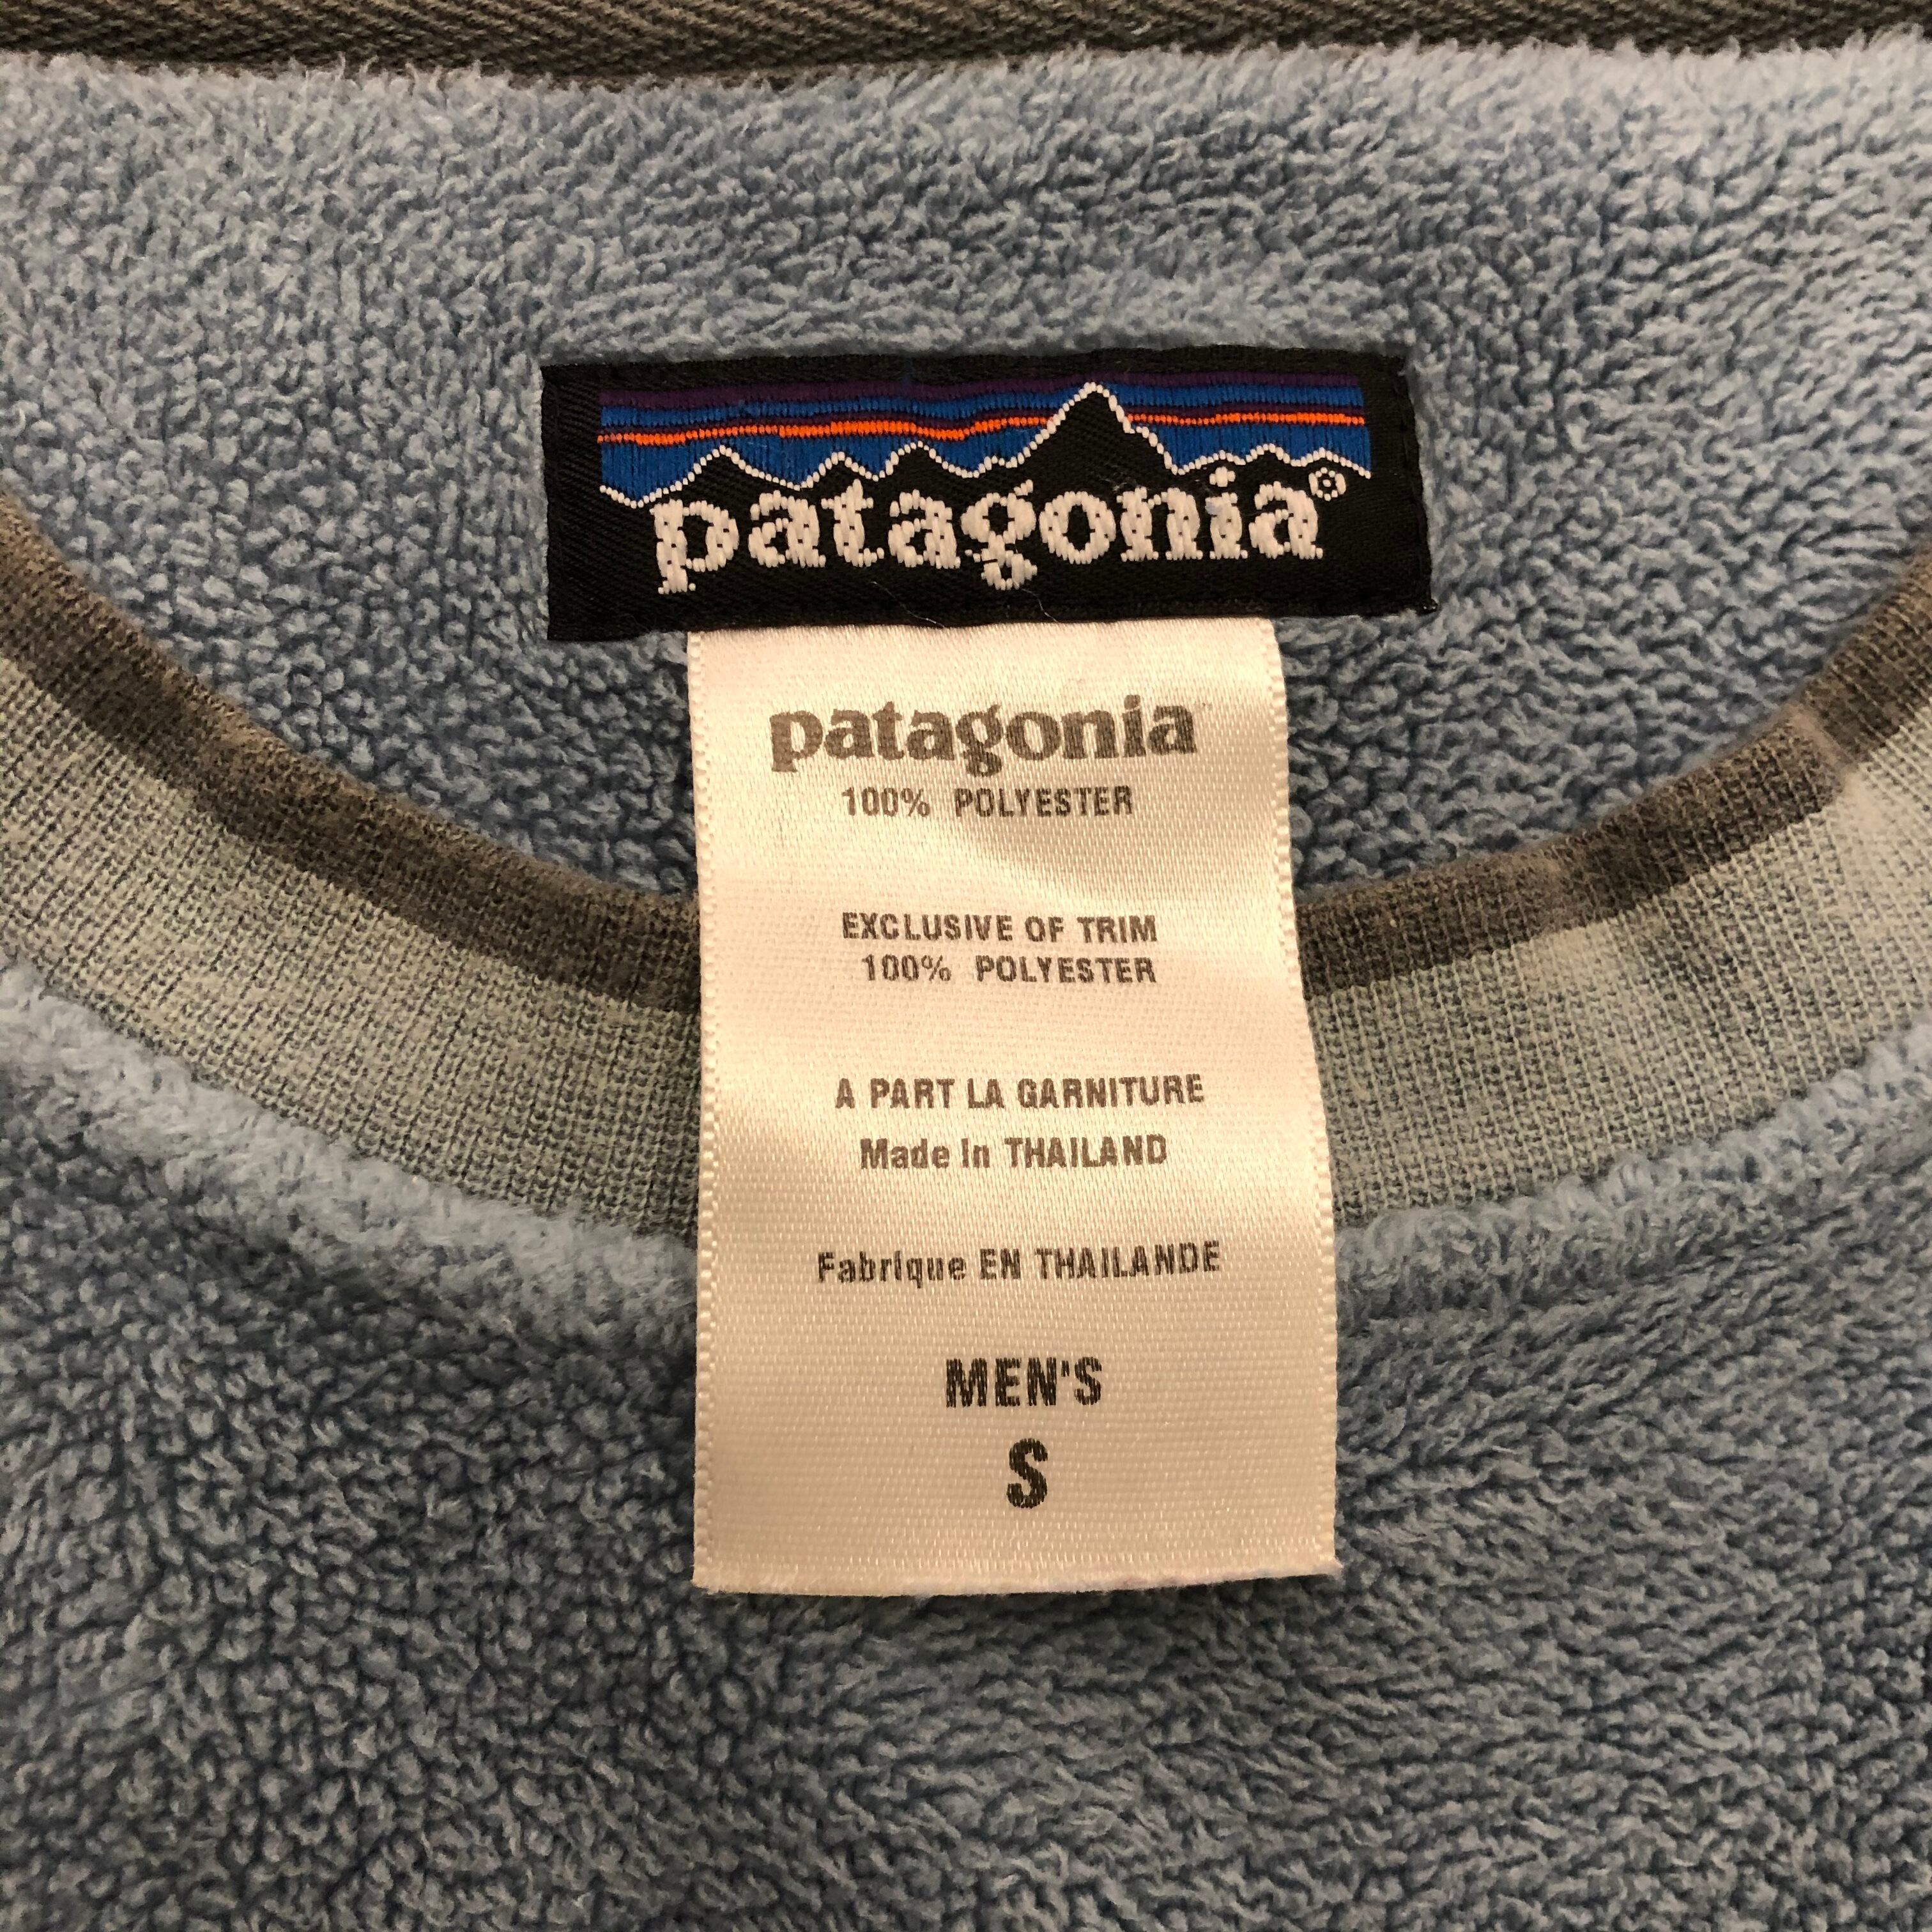 patagonia®
patagonia
100% POLYESTER
EXCLUSIVE OF TRIM
100% POLYESTER
A PART LA GARNITURE
Made in THAILAND
Fabrique EN THAILANDE
MEN'S
S